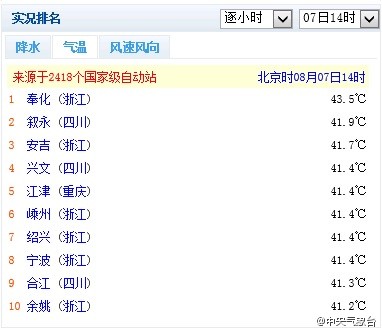 实况排名 逐小时 07日14时
降水 气温 风速风向
来源于2418个国家级自动站 北京时08月07日14时
1 奉化 (浙江) 43.5℃
2 叙永 (四川) 41.9℃
3 安吉 (浙江) 41.7℃
4 兴文 (四川) 41.4℃
5 江津 (重庆) 41.4℃
6 嵊州 (浙江) 41.4℃
7 绍兴 (浙江) 41.4℃
8 宁波 (浙江) 41.4℃
9 合江 (四川) 41.3℃
10 余姚 (浙江) 41.2℃
@中央气象台